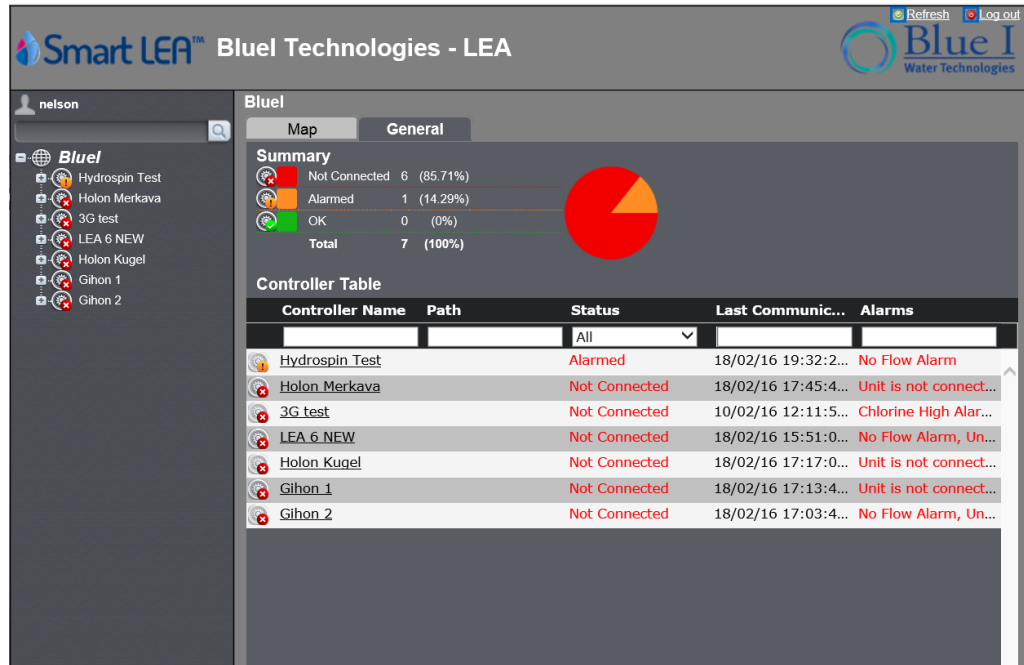 Refresh Log out
Smart LEA™ BlueI Technologies - LEA
Blue I
Water Technologies
nelson
BlueI
Hydrospin Test
Holon Merkava
3G test
LEA 6 NEW
Holon Kugel
Gihon 1
Gihon 2
BlueI
Map General
Summary
Not Connected 6 (85.71%)
Alarmed 1 (14.29%)
OK 0 (0%)
Total 7 (100%)
Controller Table
Controller Name Path Status Last Communic... Alarms
All
Hydrospin Test Alarmed 18/02/16 19:32:2... No Flow Alarm
Holon Merkava Not Connected 18/02/16 17:45:4... Unit is not connect...
3G test Not Connected 10/02/16 12:11:5... Chlorine High Alar...
LEA 6 NEW Not Connected 18/02/16 15:51:0... No Flow Alarm, Un...
Holon Kugel Not Connected 18/02/16 17:17:0... Unit is not connect...
Gihon 1 Not Connected 18/02/16 17:13:4... Unit is not connect...
Gihon 2 Not Connected 18/02/16 17:03:4... No Flow Alarm, Un...